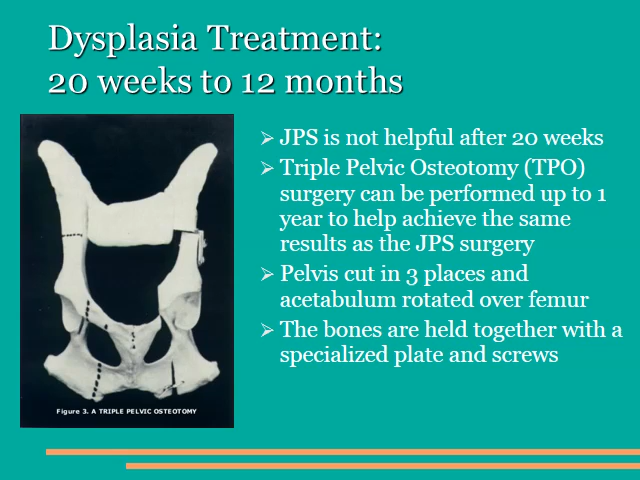 Dysplasia Treatment:
20 weeks to 12 months
➢ JPS is not helpful after 20 weeks
➢ Triple Pelvic Osteotomy (TPO)
surgery can be performed up to 1
year to help achieve the same
results as the JPS surgery
➢ Pelvis cut in 3 places and
acetabulum rotated over femur
➢ The bones are held together with a
specialized plate and screws
Figure 3. A TRIPLE PELVIC OSTEOTOMY